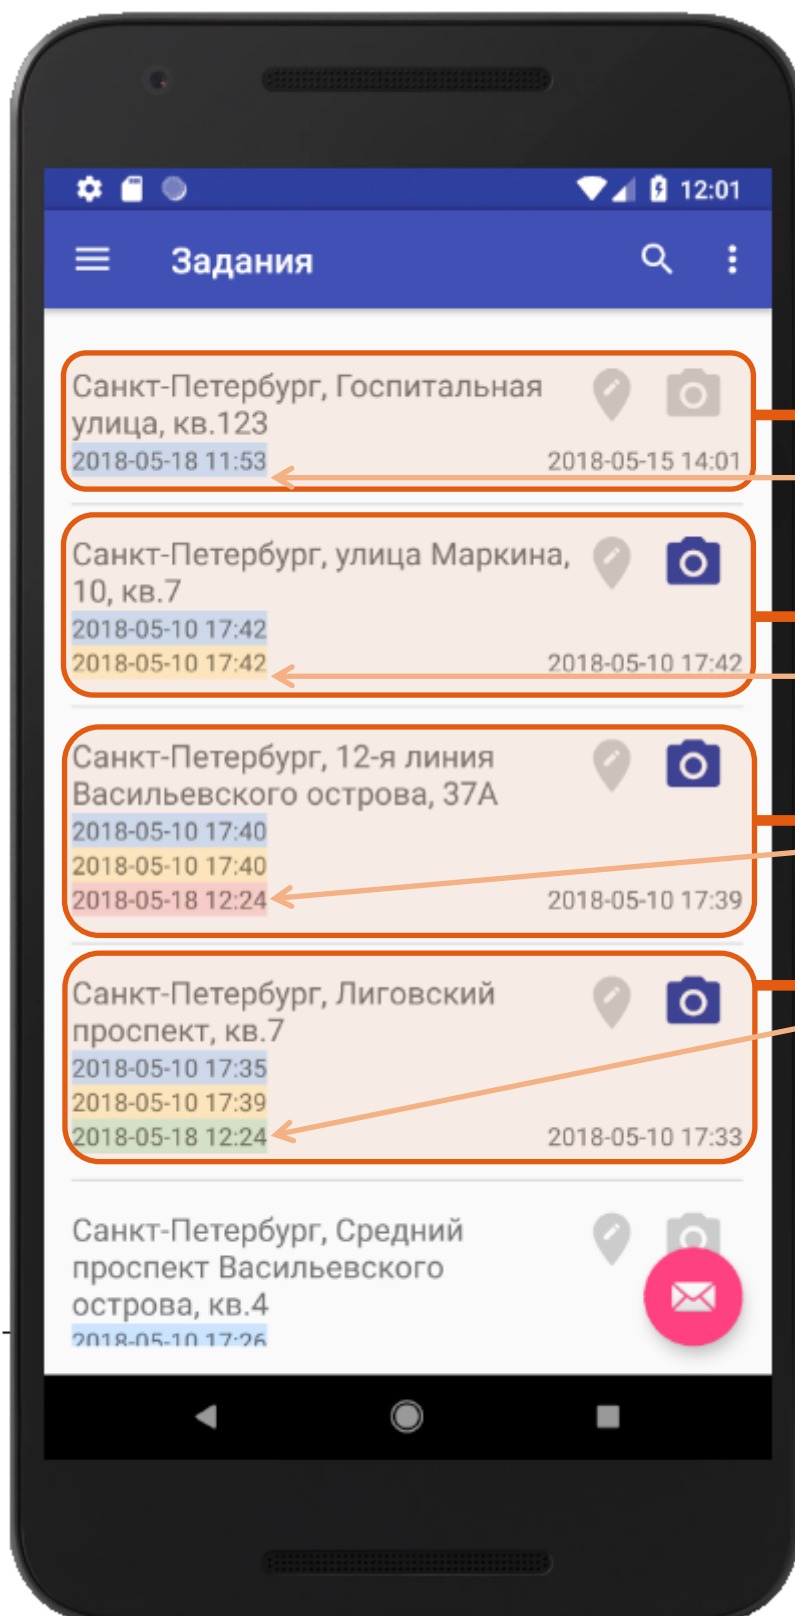 12:01
Задания
Санкт-Петербург, Госпитальная
улица, кв.123
2018-05-18 11:53 2018-05-15 14:01
Санкт-Петербург, улица Маркина,
10, кв.7
2018-05-10 17:42
2018-05-10 17:42 2018-05-10 17:42
Санкт-Петербург, 12-я линия
Васильевского острова, 37А
2018-05-10 17:40
2018-05-10 17:40
2018-05-18 12:24 2018-05-10 17:39
Санкт-Петербург, Лиговский
проспект, кв.7
2018-05-10 17:35
2018-05-10 17:39
2018-05-18 12:24 2018-05-10 17:33
Санкт-Петербург, Средний
проспект Васильевского
острова, кв.4
2018-05-10 17:26